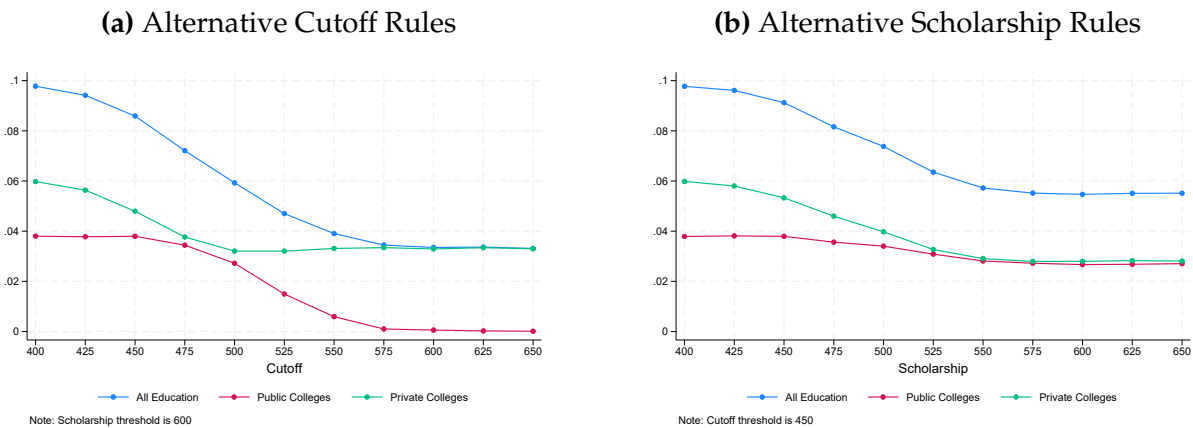 (a) Alternative Cutoff Rules
.1
.08
.06
.04
.02
0
400 425 450 475 500 525 550 575 600 625 650
Cutoff
All Education Public Colleges Private Colleges
Note: Scholarship threshold is 600
(b) Alternative Scholarship Rules
.1
.08
.06
.04
.02
0
400 425 450 475 500 525 550 575 600 625 650
Scholarship
All Education Public Colleges Private Colleges
Note: Cutoff threshold is 450